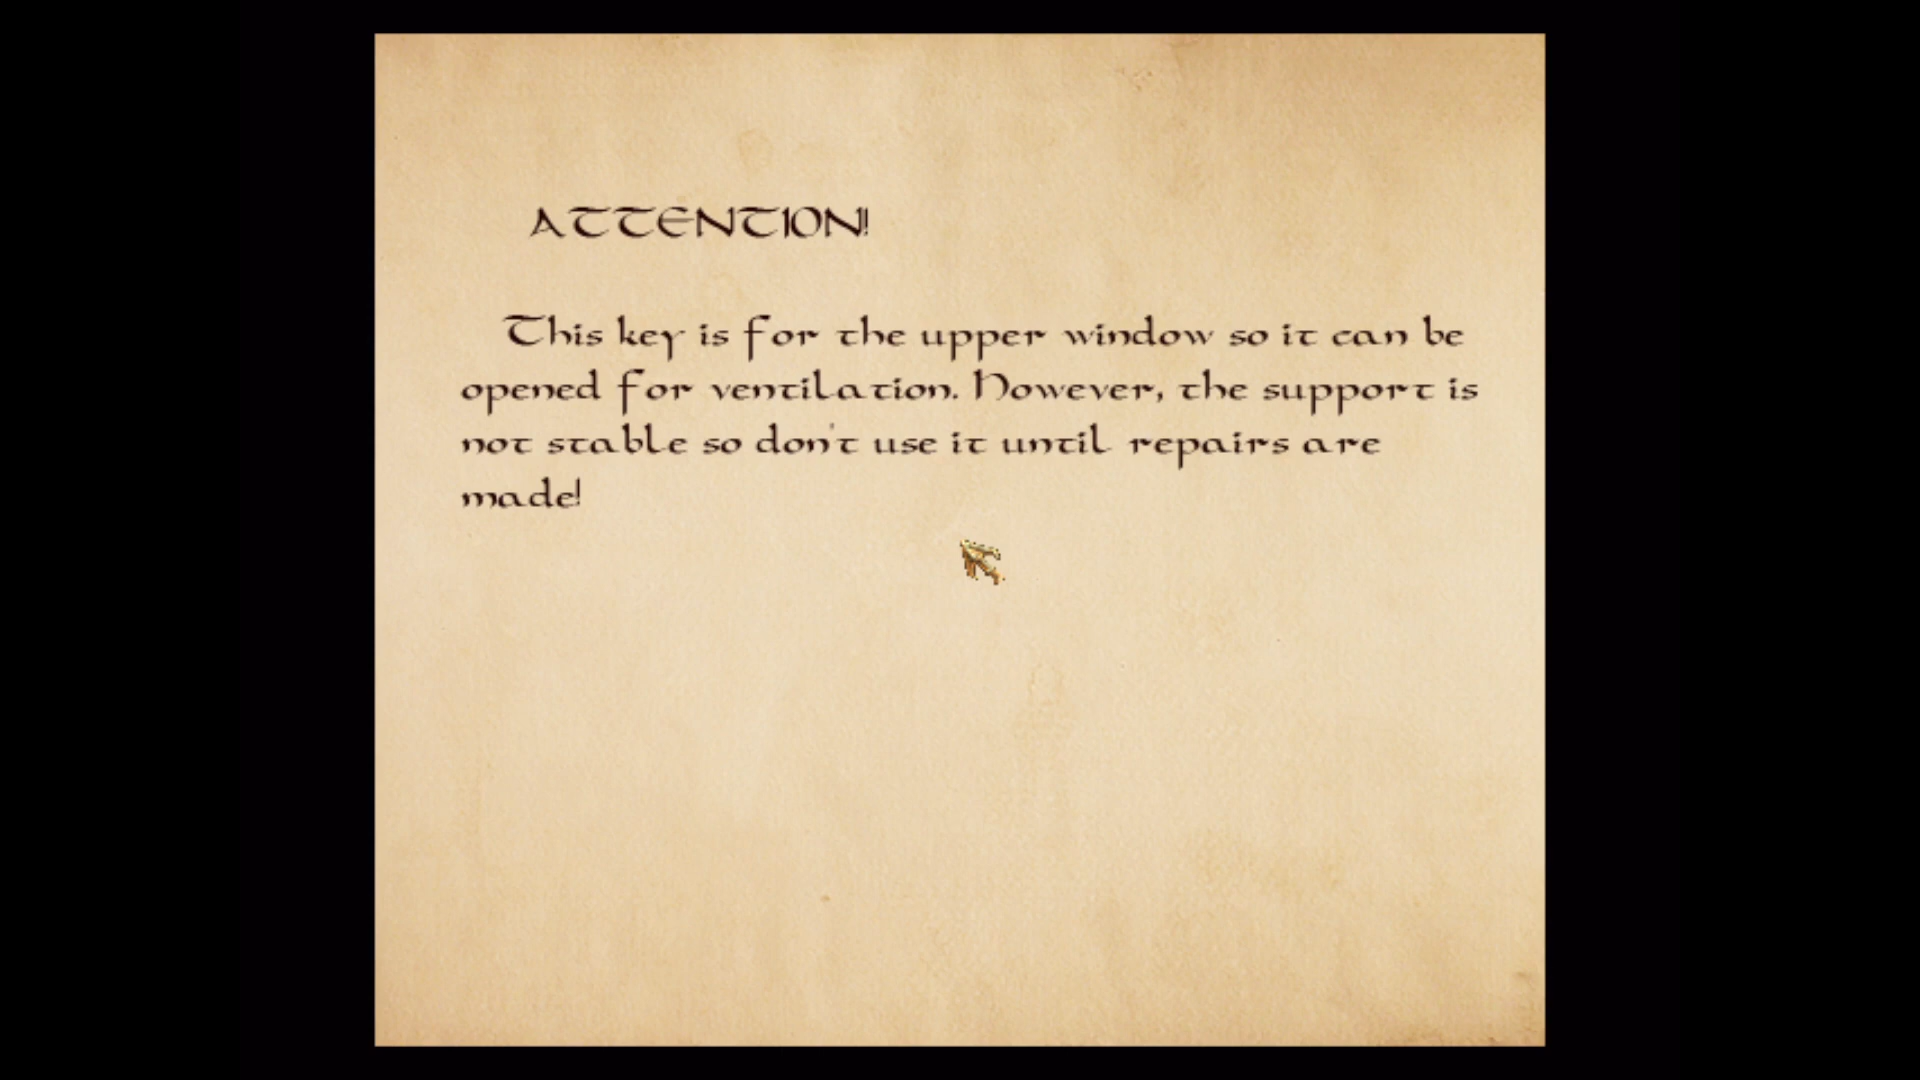 ATTENTION!
This key is for the upper window so it can be
opened for ventilation. However, the support is
not stable so don't use it until repairs are
made!